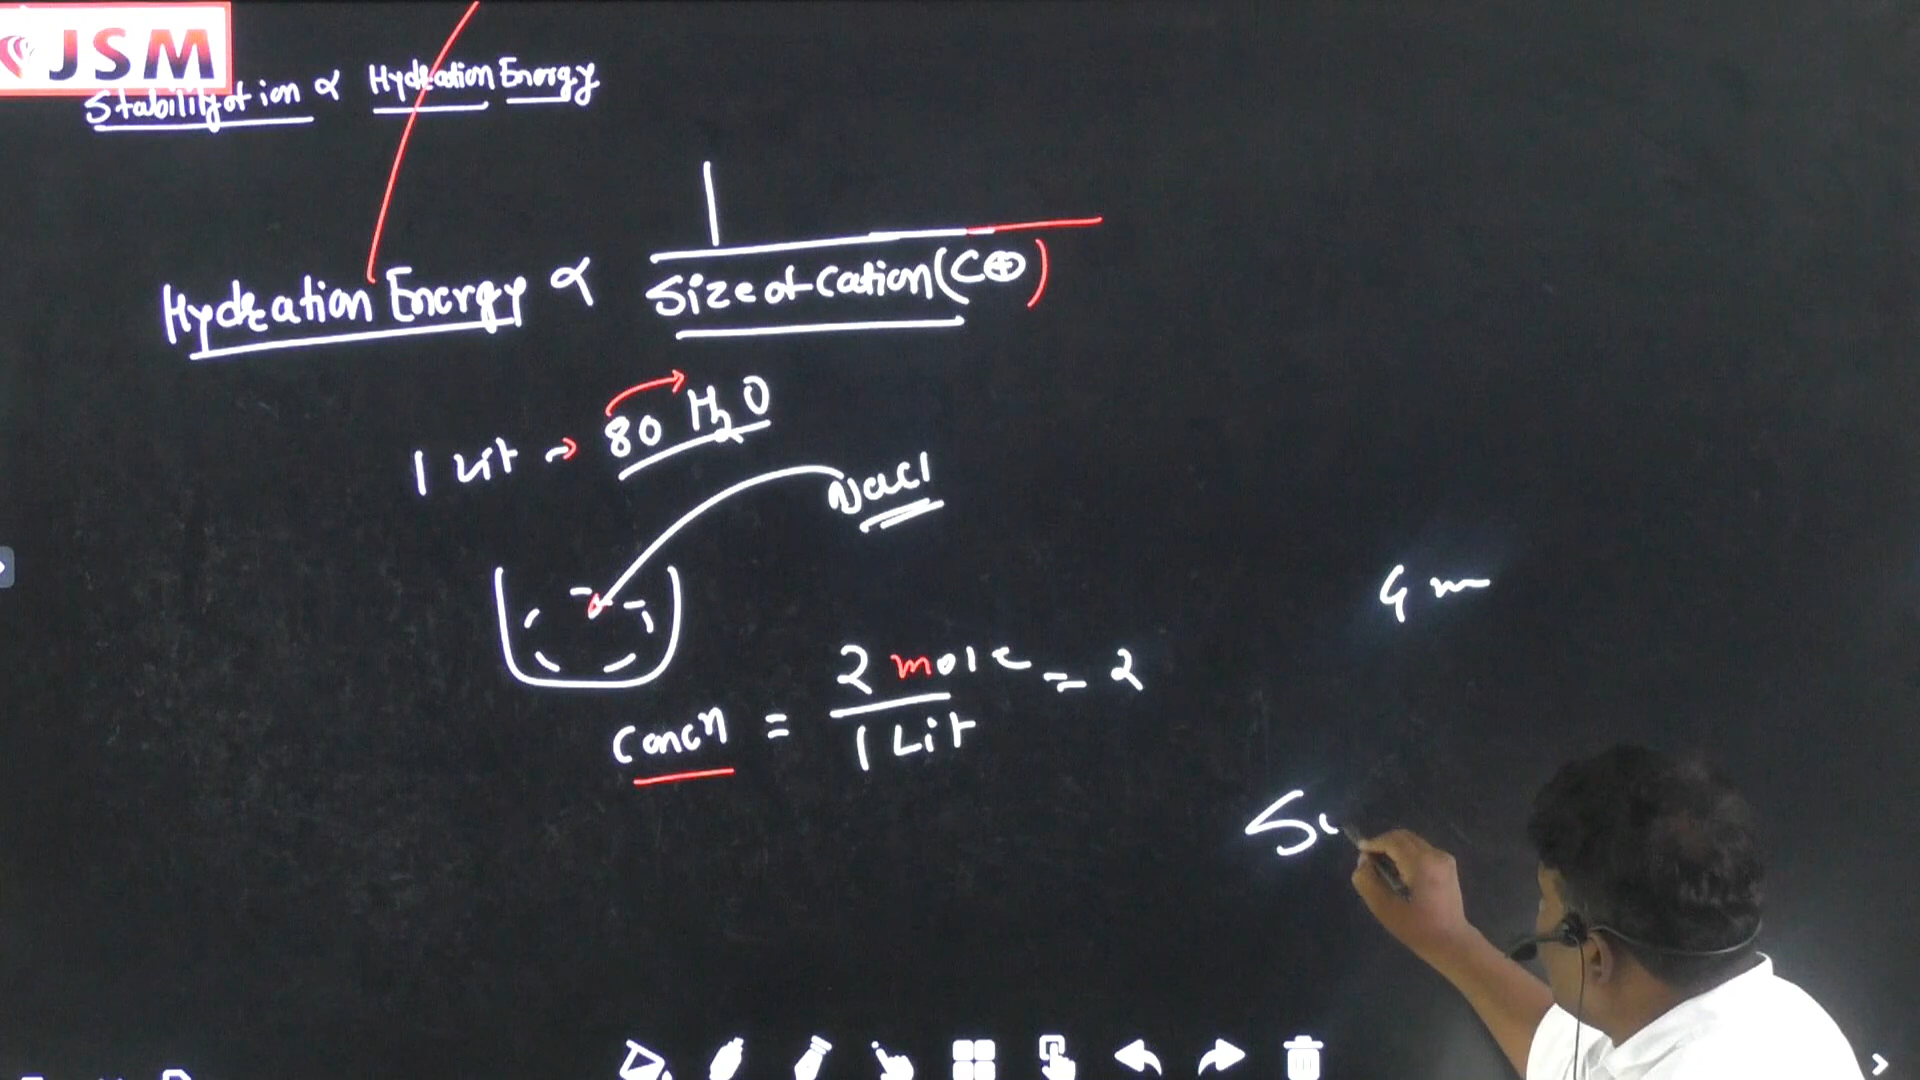 JSM
Stability of ion ∝ Hydration Energy
Hydration Energy ∝ 1 / Size of Cation (C⊕)
1 Lit → 80 H2O
NaCl
Concn = 2 mole / 1 Lit = 2